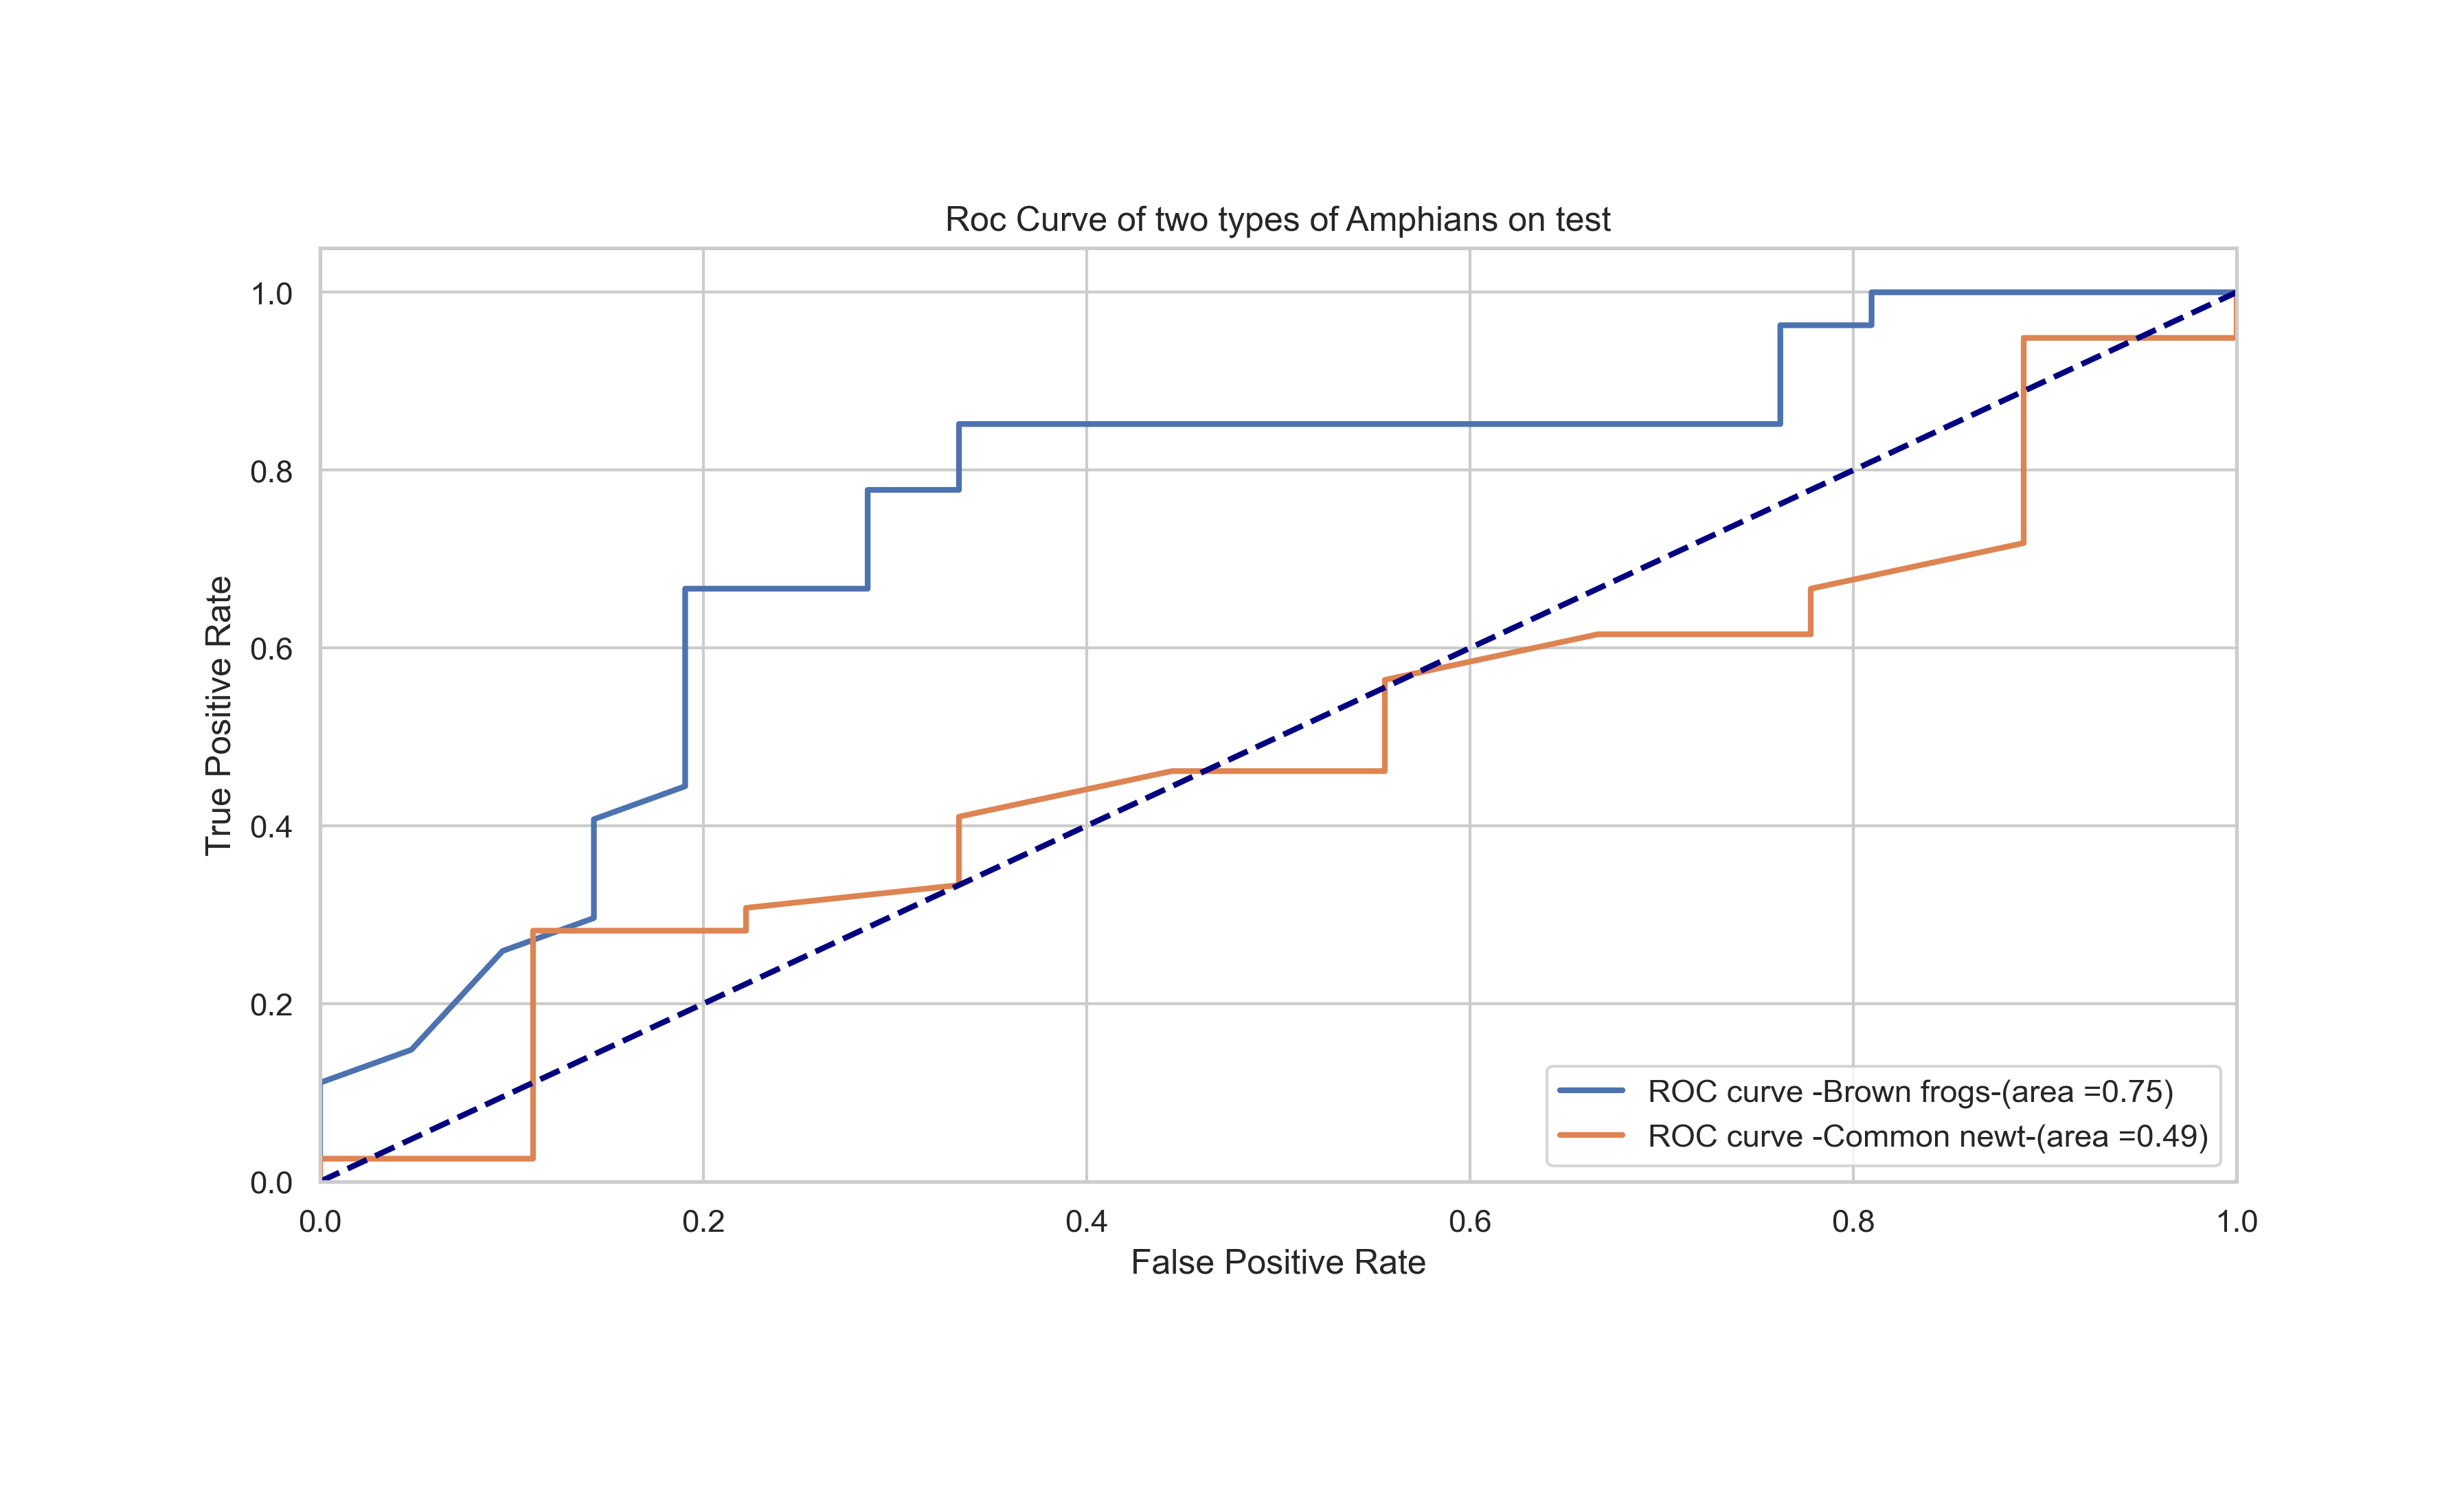 Roc Curve of two types of Amphians on test
True Positive Rate
1.0
0.8
0.6
0.4
0.2
0.0
0.0 0.2 0.4 0.6 0.8 1.0
False Positive Rate
ROC curve -Brown frogs-(area =0.75)
ROC curve -Common newt-(area =0.49)